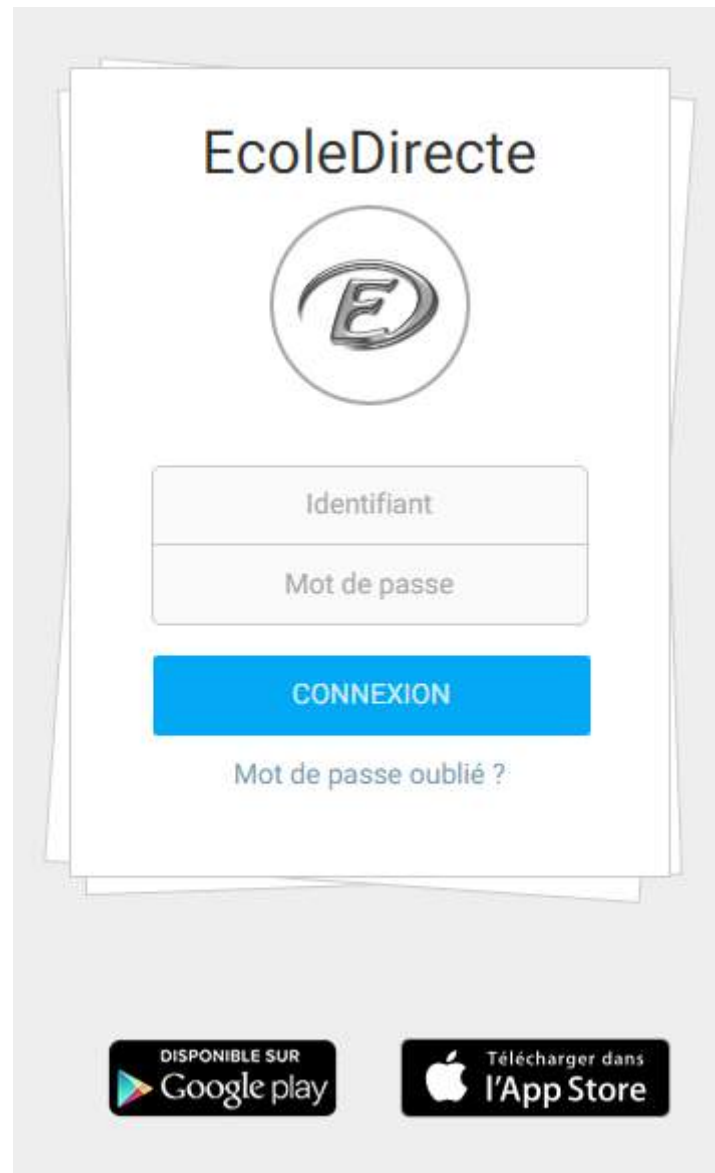 EcoleDirecte
E
Identifiant
Mot de passe
CONNEXION
Mot de passe oublié ?
DISPONIBLE SUR
Google play
Télécharger dans
l'App Store